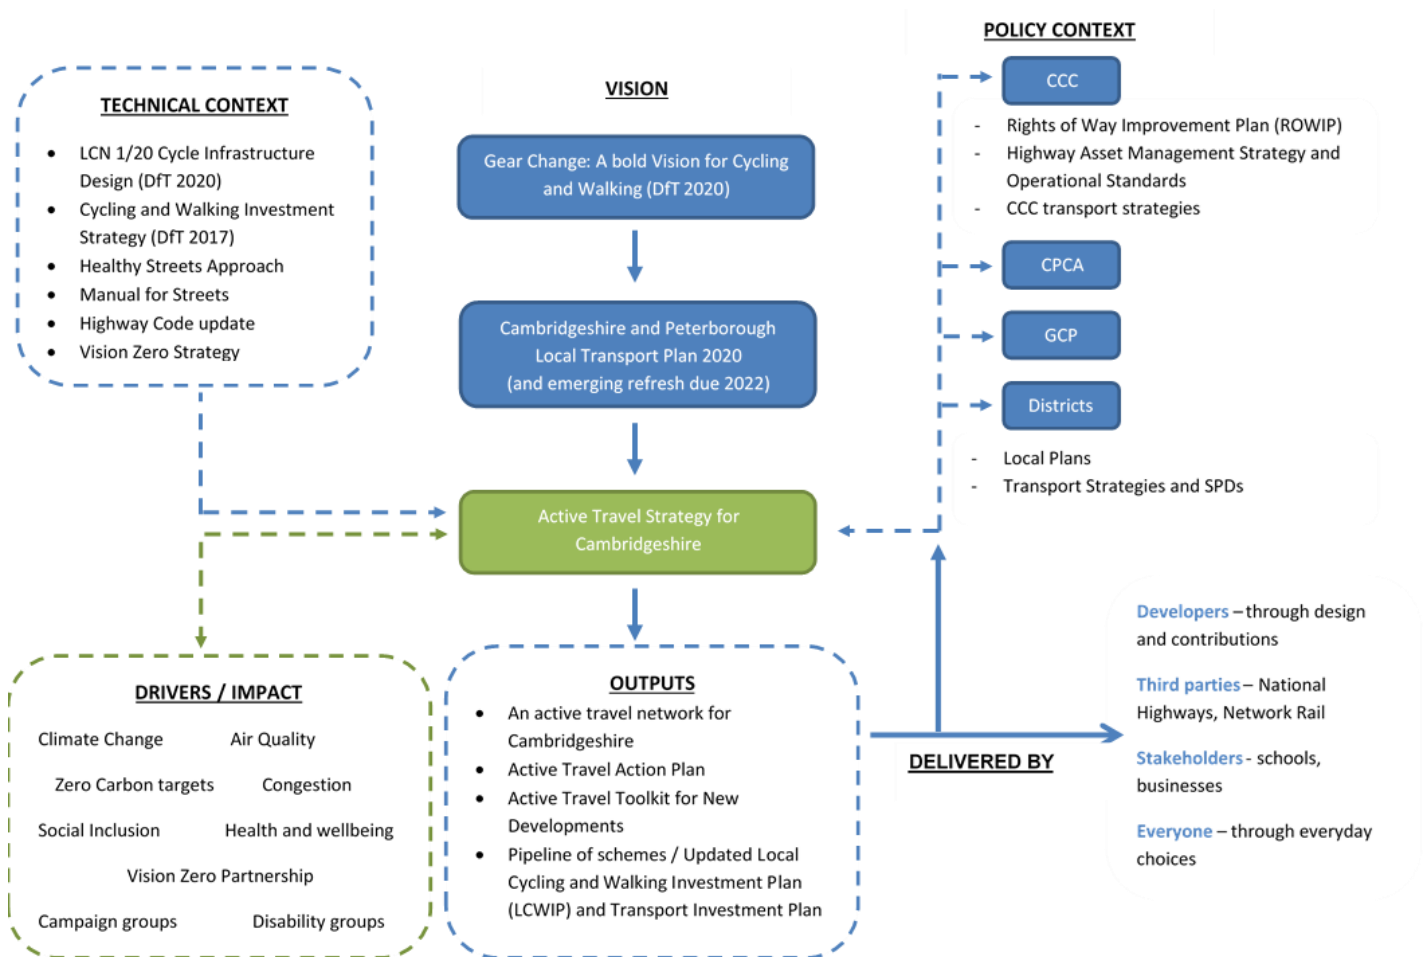 TECHNICAL CONTEXT
• LCN 1/20 Cycle Infrastructure
Design (DfT 2020)
• Cycling and Walking Investment
Strategy (DfT 2017)
• Healthy Streets Approach
• Manual for Streets
• Highway Code update
• Vision Zero Strategy
VISION
Gear Change: A bold Vision for Cycling
and Walking (DfT 2020)
Cambridgeshire and Peterborough
Local Transport Plan 2020
(and emerging refresh due 2022)
Active Travel Strategy for
Cambridgeshire
POLICY CONTEXT
CCC
- Rights of Way Improvement Plan (ROWIP)
- Highway Asset Management Strategy and
Operational Standards
- CCC transport strategies
CPCA
GCP
Districts
- Local Plans
- Transport Strategies and SPDs
DRIVERS / IMPACT
Climate Change Air Quality
Zero Carbon targets Congestion
Social Inclusion Health and wellbeing
Vision Zero Partnership
Campaign groups Disability groups
OUTPUTS
• An active travel network for
Cambridgeshire
• Active Travel Action Plan
• Active Travel Toolkit for New
Developments
• Pipeline of schemes / Updated Local
Cycling and Walking Investment Plan
(LCWIP) and Transport Investment Plan
DELIVERED BY
Developers – through design
and contributions
Third parties – National
Highways, Network Rail
Stakeholders - schools,
businesses
Everyone – through everyday
choices